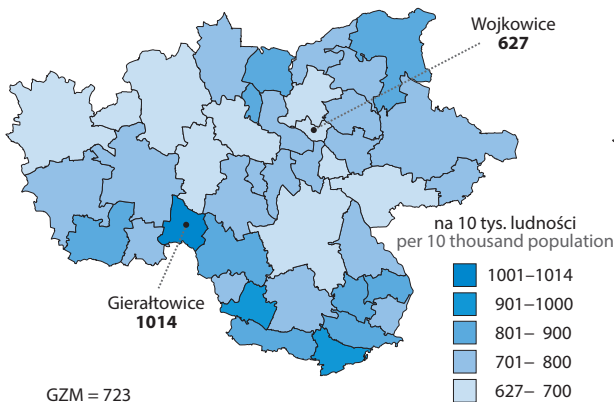 Wojkowice
627
na 10 tys. ludności
per 10 thousand population
1001–1014
901–1000
801– 900
701– 800
627– 700
Gierałtowice
1014
GZM = 723